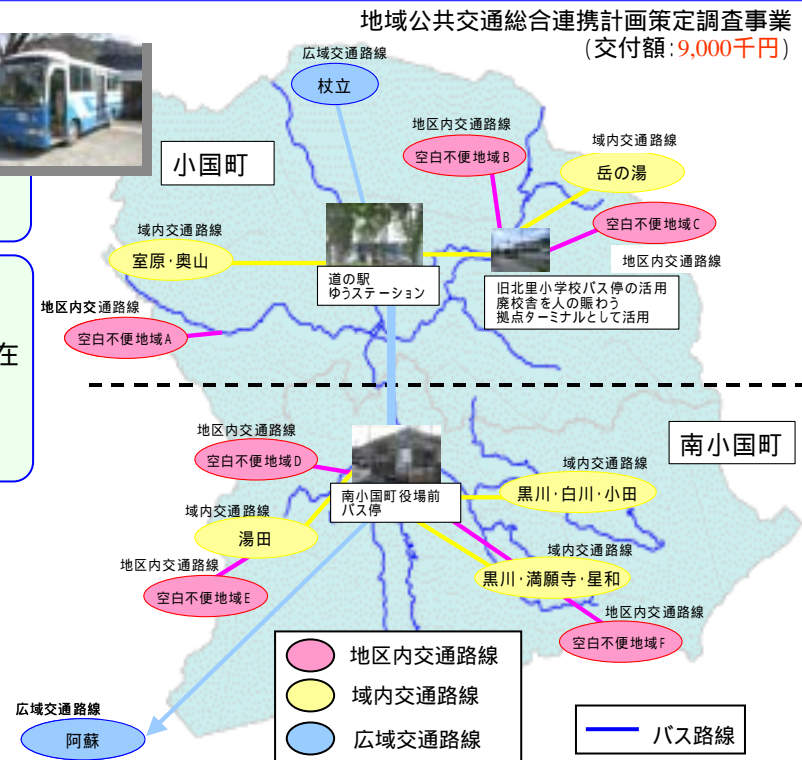 地域公共交通総合連携計画策定調査事業
(交付額:9,000千円)
広域交通路線
杖立
地区内交通路線
空白不便地域B
域内交通路線
岳の湯
小国町
空白不便地域C
地区内交通路線
域内交通路線
室原・奥山
道の駅
ゆうステーション
旧北里小学校バス停の活用
廃校舎を人の賑わう
拠点ターミナルとして活用
地区内交通路線
空白不便地域A
在
南小国町
地区内交通路線
空白不便地域D
南小国町役場前
バス停
域内交通路線
黒川・白川・小田
域内交通路線
湯田
域内交通路線
黒川・満願寺・星和
地区内交通路線
空白不便地域E
地区内交通路線
空白不便地域F
広域交通路線
阿蘇
地区内交通路線
域内交通路線
広域交通路線
バス路線